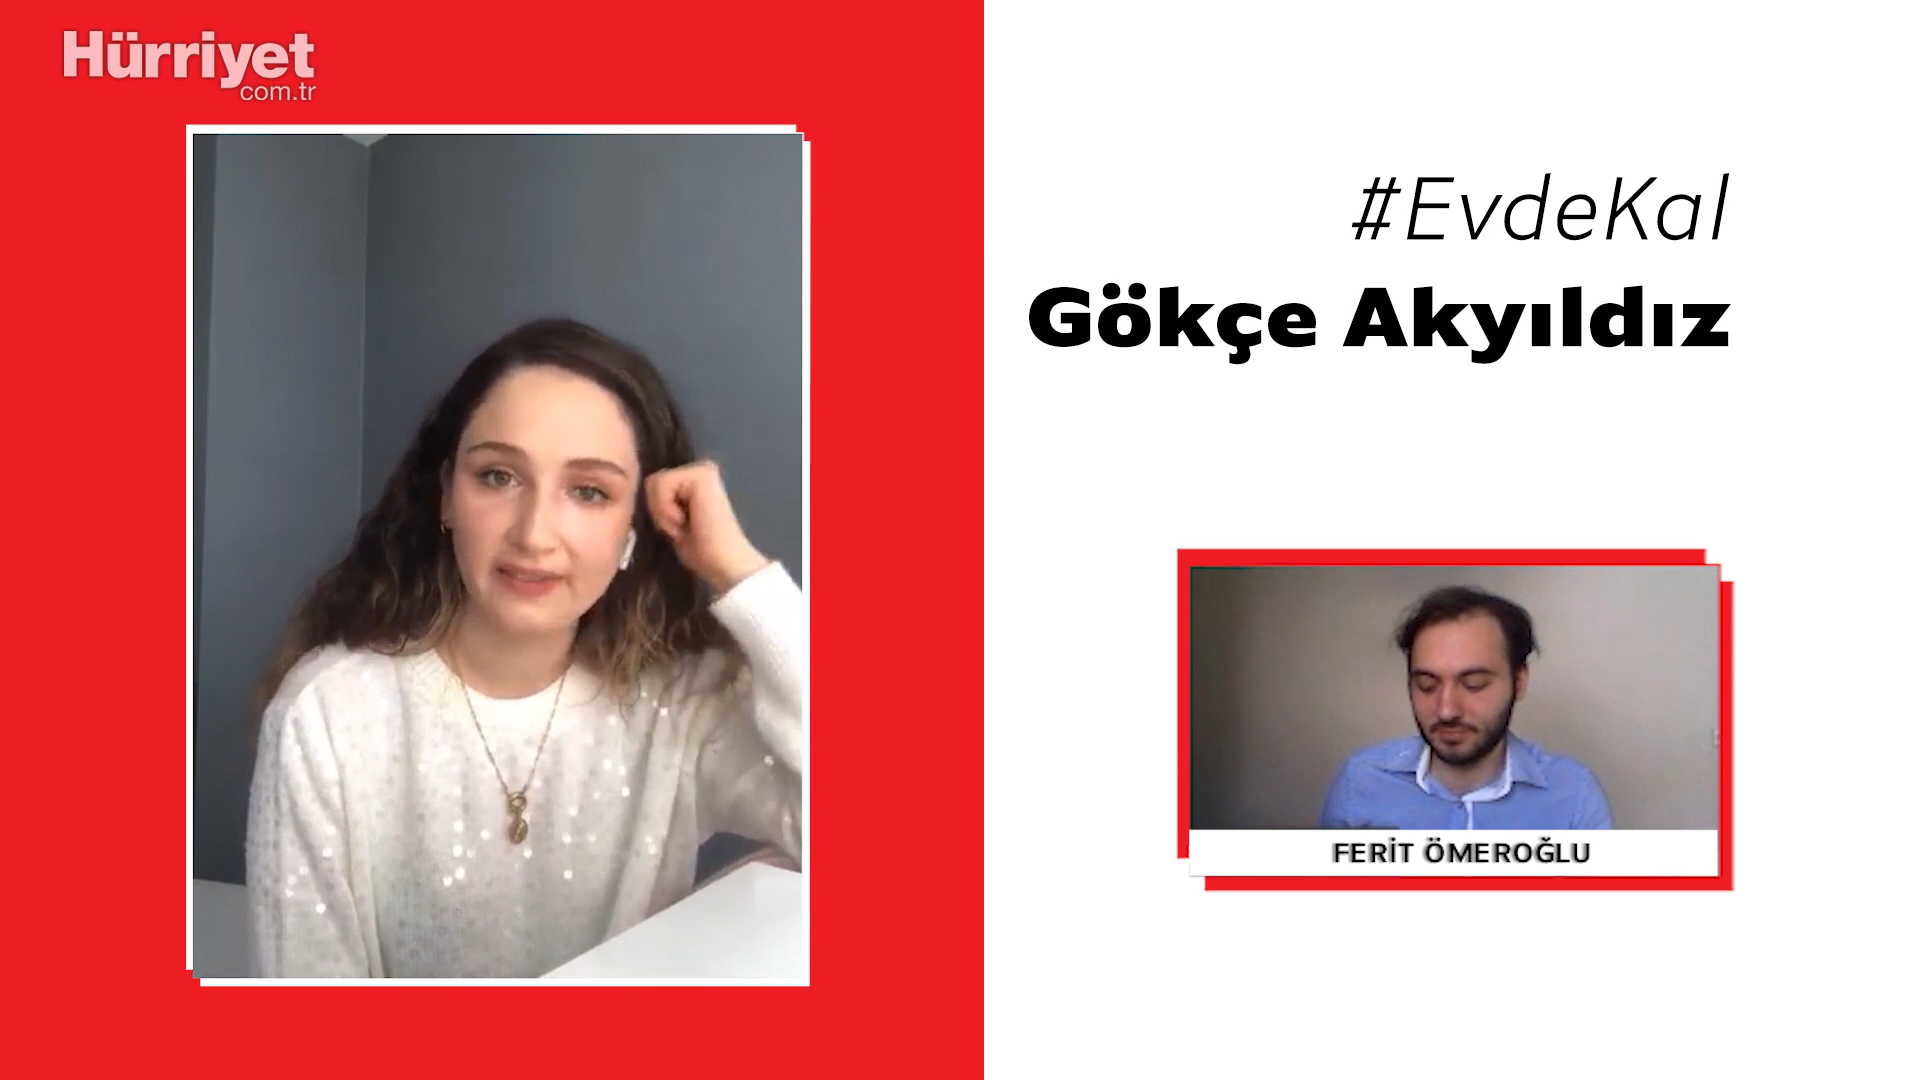 Hürriyet
com.tr
#EvdeKal
Gökçe Akyıldız
FERİT ÖMEROĞLU